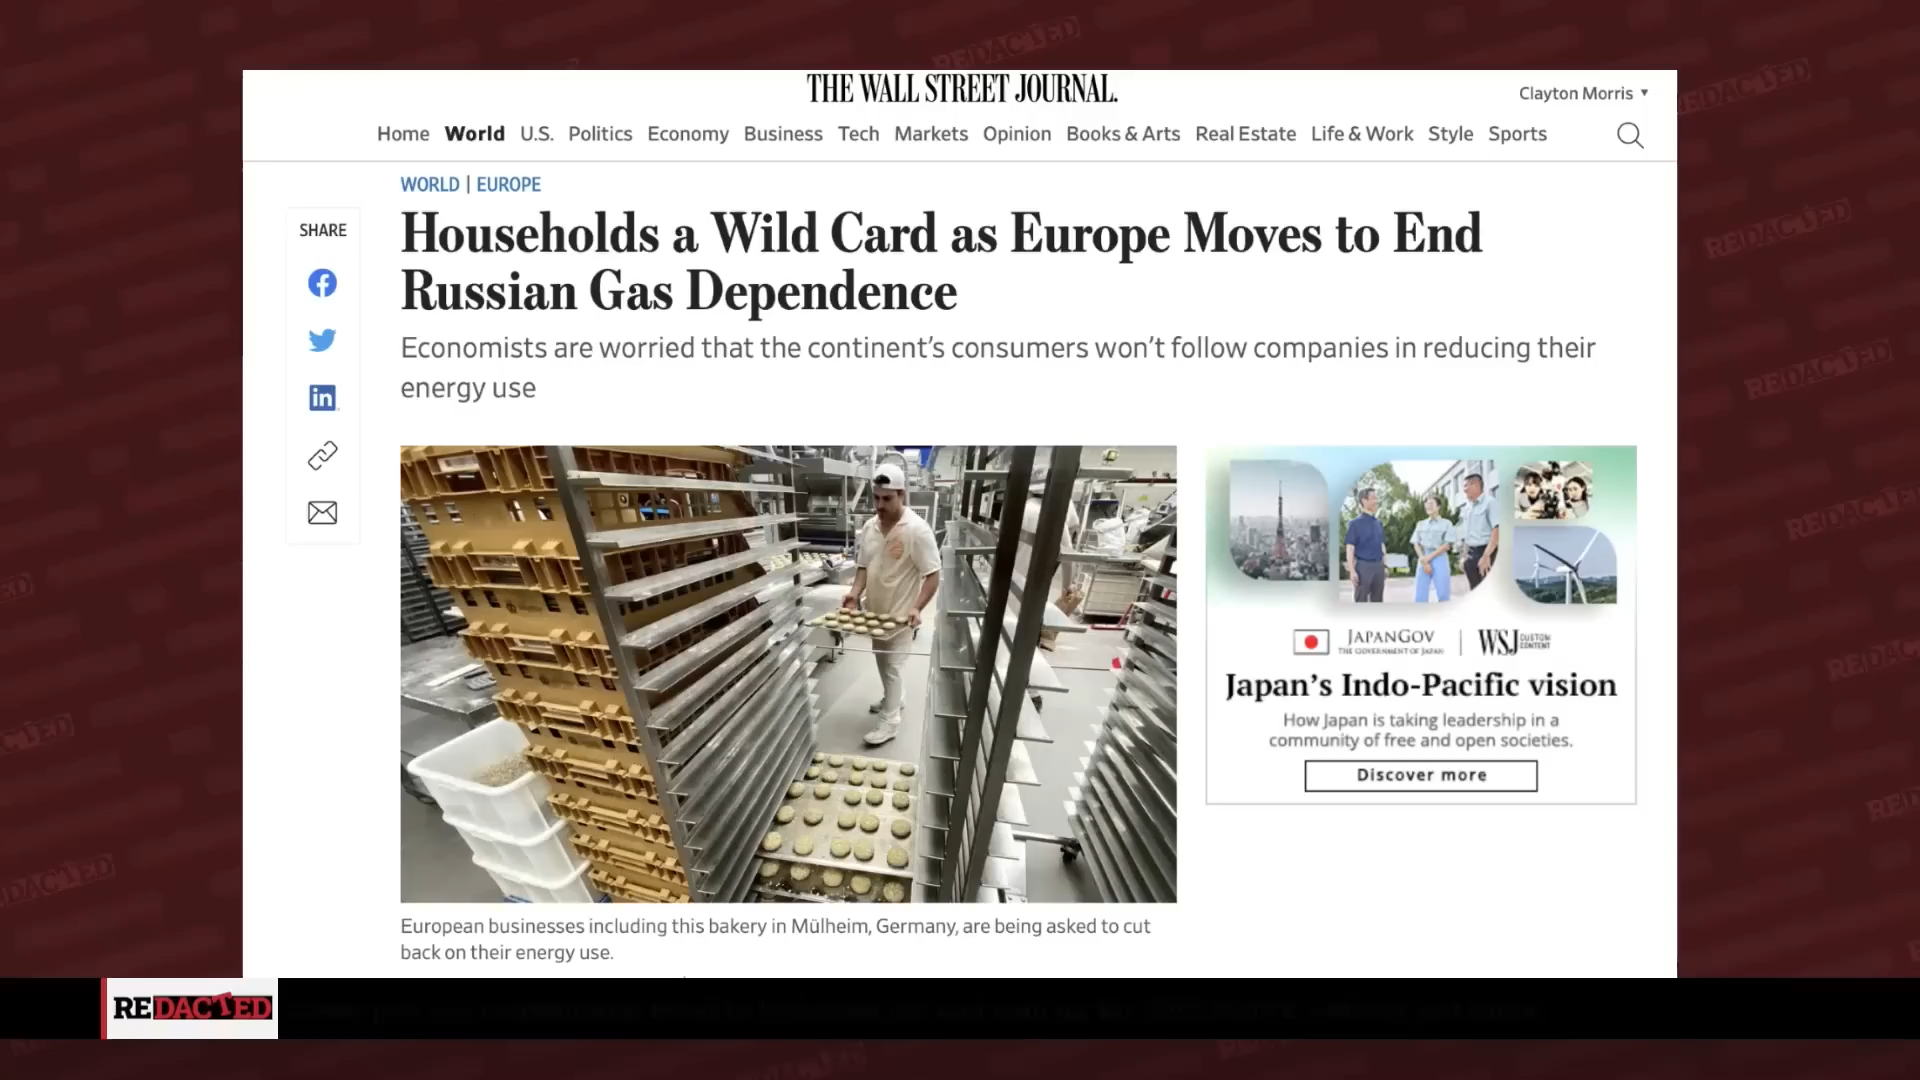 THE WALL STREET JOURNAL.
Clayton Morris
Home World U.S. Politics Economy Business Tech Markets Opinion Books & Arts Real Estate Life & Work Style Sports
WORLD | EUROPE
SHARE
Households a Wild Card as Europe Moves to End
Russian Gas Dependence
Economists are worried that the continent's consumers won't follow companies in reducing their
energy use
JAPANGOV
THE GOVERNMENT OF JAPAN
WSJ CUSTOM
CONTENT
Japan's Indo-Pacific vision
How Japan is taking leadership in a
community of free and open societies.
Discover more
European businesses including this bakery in Mülheim, Germany, are being asked to cut
back on their energy use.
REDACTED